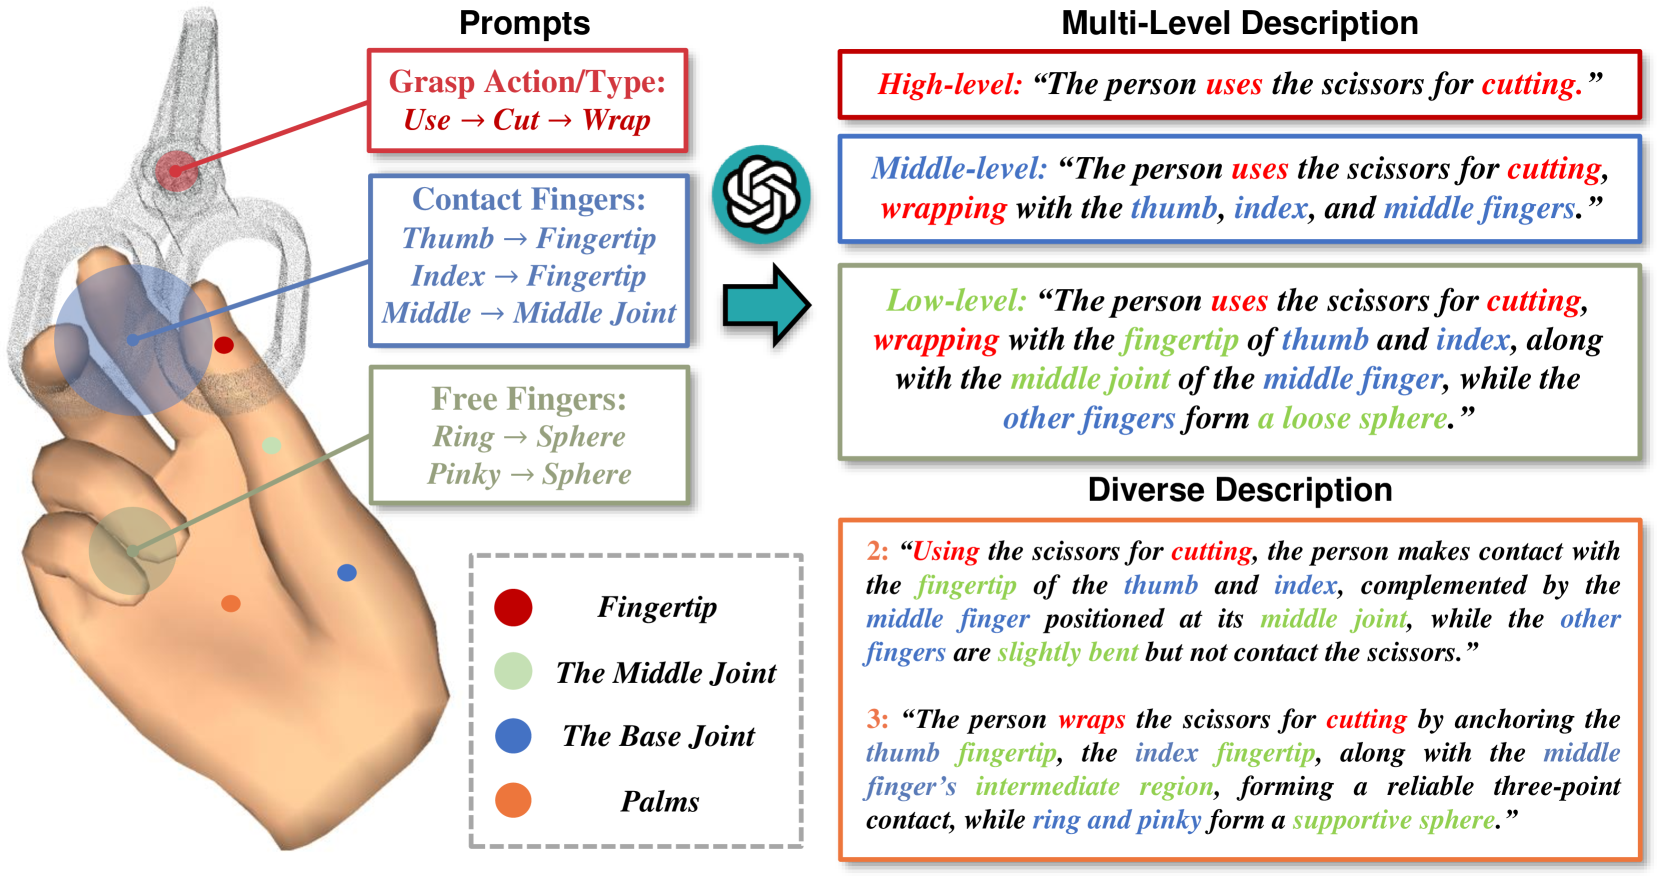 Prompts
Grasp Action/Type:
Use → Cut → Wrap
Contact Fingers:
Thumb → Fingertip
Index → Fingertip
Middle → Middle Joint
Free Fingers:
Ring → Sphere
Pinky → Sphere
Fingertip
The Middle Joint
The Base Joint
Palms
Multi-Level Description
High-level: “The person uses the scissors for cutting.”
Middle-level: “The person uses the scissors for cutting,
wrapping with the thumb, index, and middle fingers.”
Low-level: “The person uses the scissors for cutting,
wrapping with the fingertip of thumb and index, along
with the middle joint of the middle finger, while the
other fingers form a loose sphere.”
Diverse Description
2: “Using the scissors for cutting, the person makes contact with
the fingertip of the thumb and index, complemented by the
middle finger positioned at its middle joint, while the other
fingers are slightly bent but not contact the scissors.”
3: “The person wraps the scissors for cutting by anchoring the
thumb fingertip, the index fingertip, along with the middle
finger’s intermediate region, forming a reliable three-point
contact, while ring and pinky form a supportive sphere.”